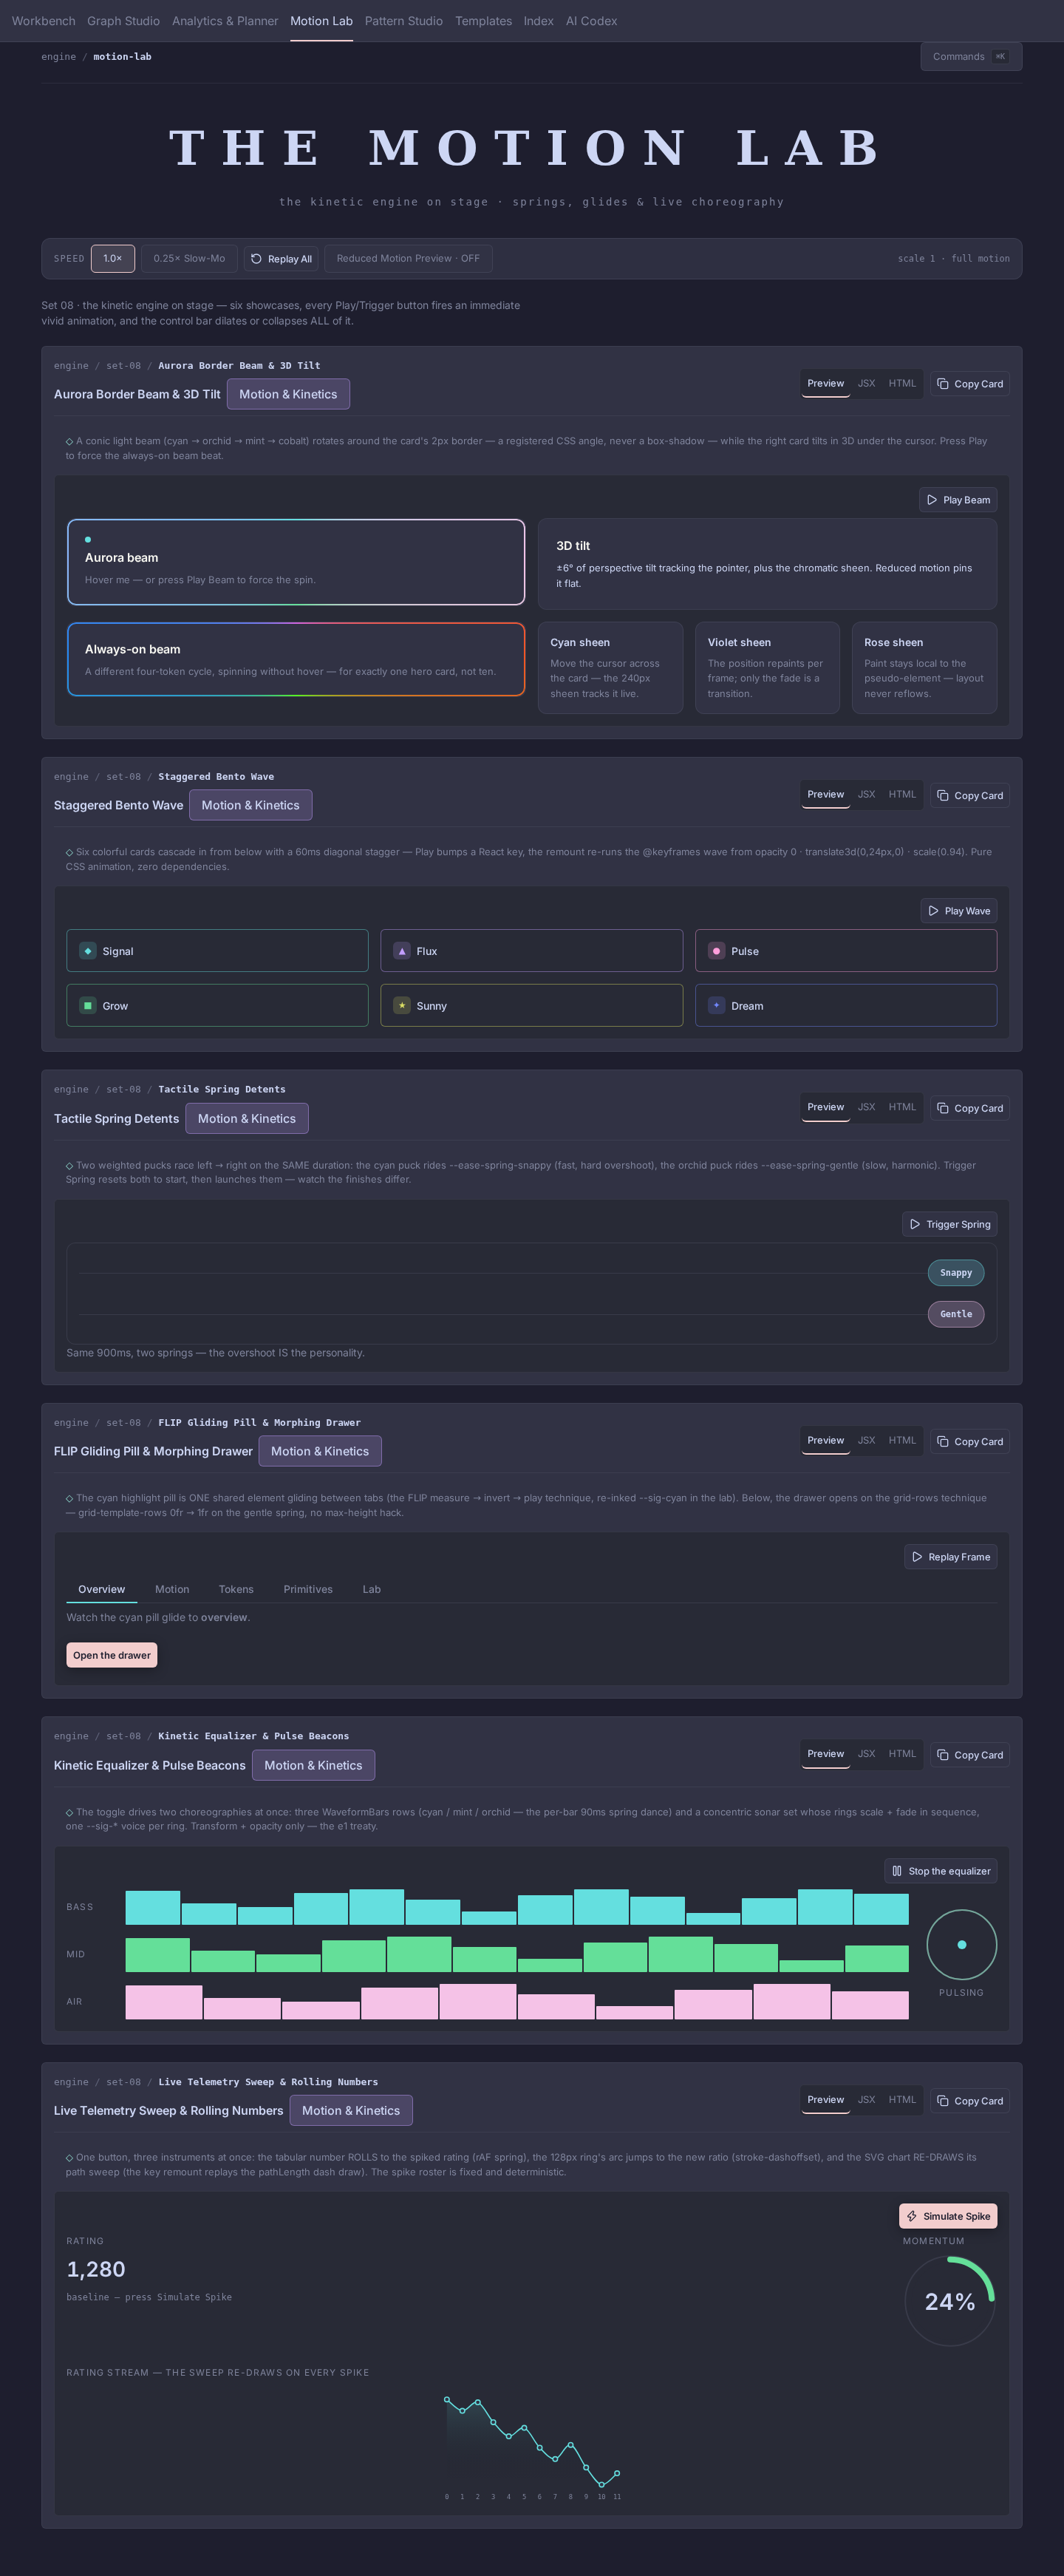 Workbench Graph Studio Analytics & Planner Motion Lab Pattern Studio Templates Index AI Codex
engine / motion-lab
Commands ⌘K
THE MOTION LAB
the kinetic engine on stage · springs, glides & live choreography
SPEED 1.0× 0.25× Slow-Mo Replay All Reduced Motion Preview · OFF scale 1 · full motion
Set 08 · the kinetic engine on stage — six showcases, every Play/Trigger button fires an immediate
vivid animation, and the control bar dilates or collapses ALL of it.
engine / set-08 / Aurora Border Beam & 3D Tilt
Aurora Border Beam & 3D Tilt Motion & Kinetics
Preview JSX HTML Copy Card
◇ A conic light beam (cyan → orchid → mint → cobalt) rotates around the card's 2px border — a registered CSS angle, never a box-shadow — while the right card tilts in 3D under the cursor. Press Play
to force the always-on beam beat.
Play Beam
Aurora beam
Hover me — or press Play Beam to force the spin.
3D tilt
±6° of perspective tilt tracking the pointer, plus the chromatic sheen. Reduced motion pins
it flat.
Always-on beam
A different four-token cycle, spinning without hover — for exactly one hero card, not ten.
Cyan sheen
Move the cursor across
the card — the 240px
sheen tracks it live.
Violet sheen
The position repaints per
frame; only the fade is a
transition.
Rose sheen
Paint stays local to the
pseudo-element — layout
never reflows.
engine / set-08 / Staggered Bento Wave
Staggered Bento Wave Motion & Kinetics
Preview JSX HTML Copy Card
◇ Six colorful cards cascade in from below with a 60ms diagonal stagger — Play bumps a React key, the remount re-runs the @keyframes wave from opacity 0 · translate3d(0,24px,0) · scale(0.94). Pure
CSS animation, zero dependencies.
Play Wave
Signal Flux Pulse
Grow Sunny Dream
engine / set-08 / Tactile Spring Detents
Tactile Spring Detents Motion & Kinetics
Preview JSX HTML Copy Card
◇ Two weighted pucks race left → right on the SAME duration: the cyan puck rides --ease-spring-snappy (fast, hard overshoot), the orchid puck rides --ease-spring-gentle (slow, harmonic). Trigger
Spring resets both to start, then launches them — watch the finishes differ.
Trigger Spring
Snappy
Gentle
Same 900ms, two springs — the overshoot IS the personality.
engine / set-08 / FLIP Gliding Pill & Morphing Drawer
FLIP Gliding Pill & Morphing Drawer Motion & Kinetics
Preview JSX HTML Copy Card
◇ The cyan highlight pill is ONE shared element gliding between tabs (the FLIP measure → invert → play technique, re-inked --sig-cyan in the lab). Below, the drawer opens on the grid-rows technique
— grid-template-rows 0fr → 1fr on the gentle spring, no max-height hack.
Replay Frame
Overview Motion Tokens Primitives Lab
Watch the cyan pill glide to overview.
Open the drawer
engine / set-08 / Kinetic Equalizer & Pulse Beacons
Kinetic Equalizer & Pulse Beacons Motion & Kinetics
Preview JSX HTML Copy Card
◇ The toggle drives two choreographies at once: three WaveformBars rows (cyan / mint / orchid — the per-bar 90ms spring dance) and a concentric sonar set whose rings scale + fade in sequence,
one --sig-* voice per ring. Transform + opacity only — the e1 treaty.
Stop the equalizer
BASS
MID
AIR
PULSING
engine / set-08 / Live Telemetry Sweep & Rolling Numbers
Live Telemetry Sweep & Rolling Numbers Motion & Kinetics
Preview JSX HTML Copy Card
◇ One button, three instruments at once: the tabular number ROLLS to the spiked rating (rAF spring), the 128px ring's arc jumps to the new ratio (stroke-dashoffset), and the SVG chart RE-DRAWS its
path sweep (the key remount replays the pathLength dash draw). The spike roster is fixed and deterministic.
Simulate Spike
RATING
1,280
baseline — press Simulate Spike
MOMENTUM
24%
RATING STREAM — THE SWEEP RE-DRAWS ON EVERY SPIKE
0 1 2 3 4 5 6 7 8 9 10 11